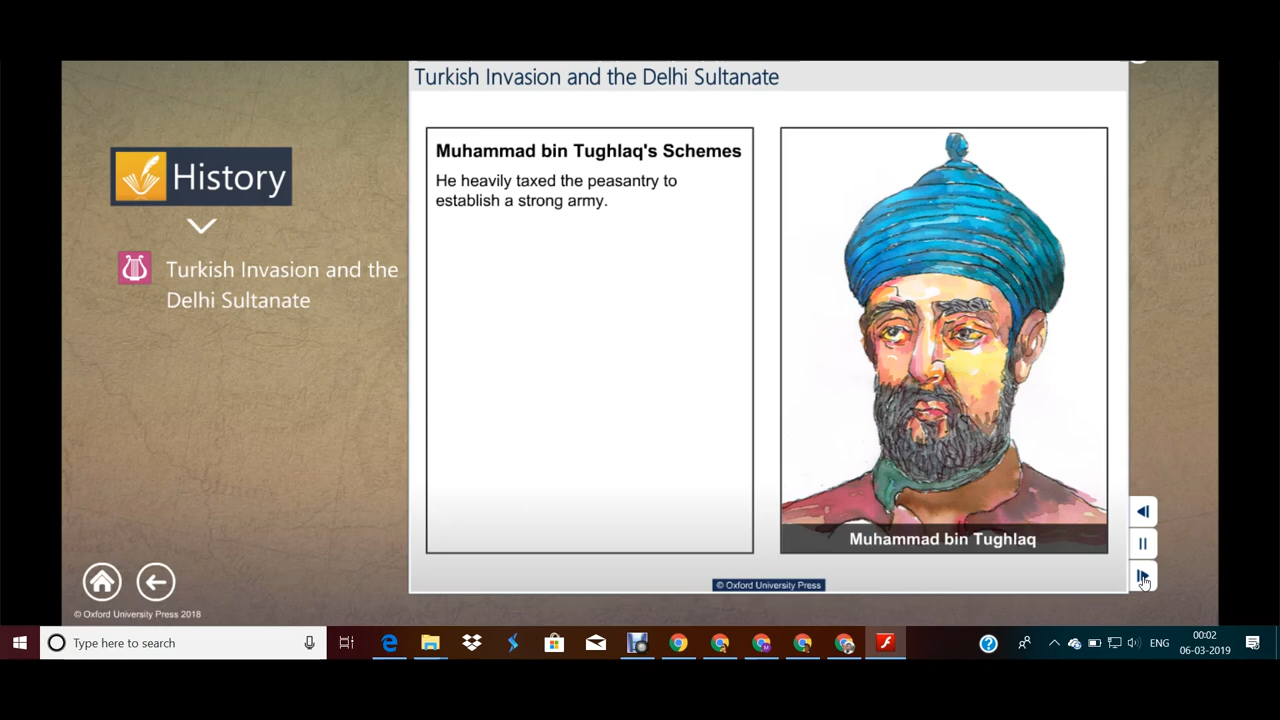 Turkish Invasion and the Delhi Sultanate
History
Turkish Invasion and the
Delhi Sultanate
Muhammad bin Tughlaq's Schemes
He heavily taxed the peasantry to
establish a strong army.
Muhammad bin Tughlaq
© Oxford University Press
© Oxford University Press 2018
Type here to search
ENG
00:02
06-03-2019